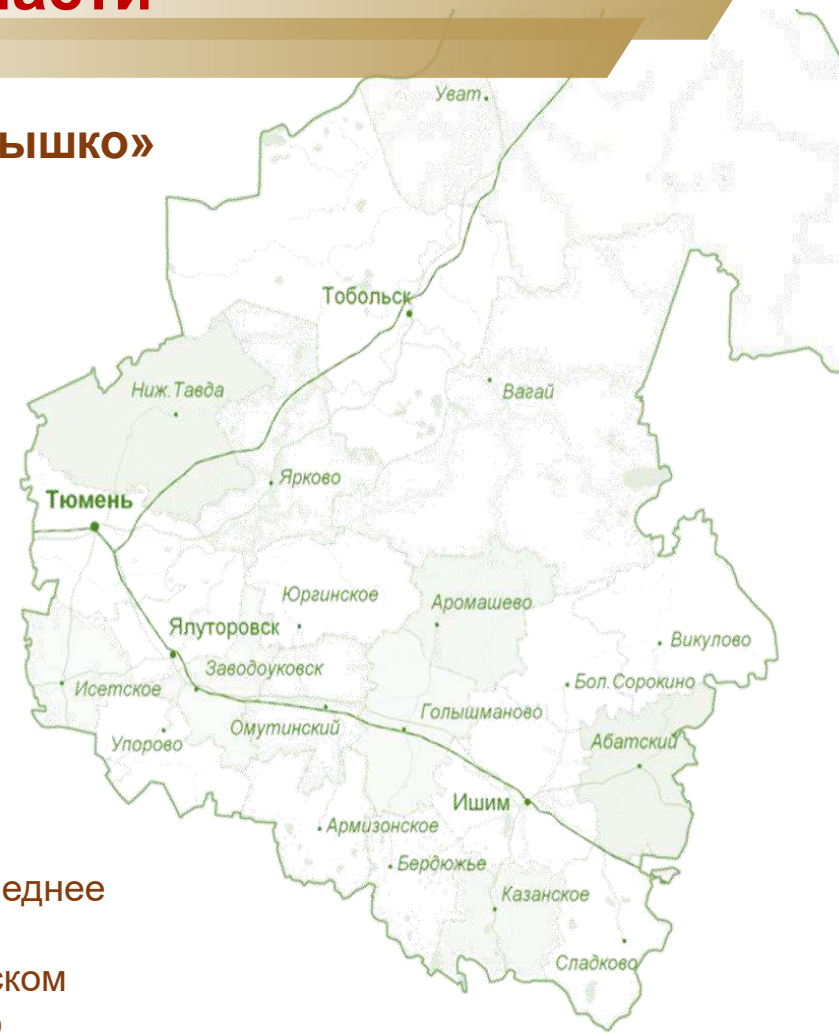 ласти
Уват
ышко»
Тобольск
Ниж.Тавда
Вагай
Ярково
Тюмень
Юргинское
Аромашево
Ялуторовск
Викулово
Заводоуковск
Исетское
Бол.Сорокино
Голышманово
Омутинский
Упорово
Абатский
Ишим
Армизонское
Бердюжье
еднее
Казанское
Сладково
ском